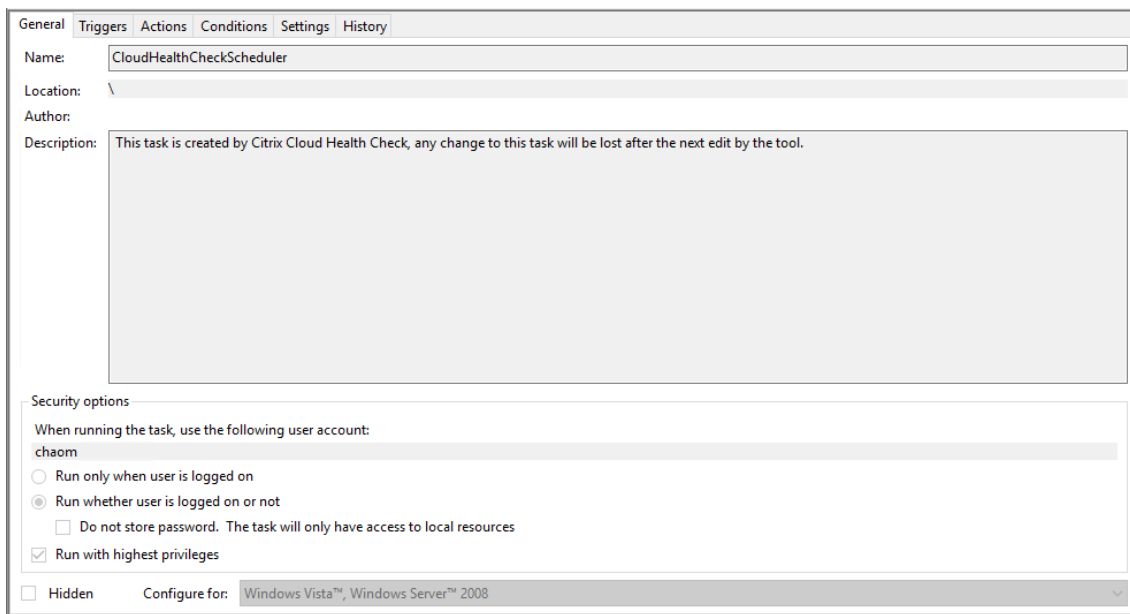 General Triggers Actions Conditions Settings History
Name: CloudHealthCheckScheduler
Location: \
Author:
Description: This task is created by Citrix Cloud Health Check, any change to this task will be lost after the next edit by the tool.
Security options
When running the task, use the following user account:
chaom
Run only when user is logged on
Run whether user is logged on or not
Do not store password. The task will only have access to local resources
Run with highest privileges
Hidden Configure for: Windows Vista™, Windows Server™ 2008